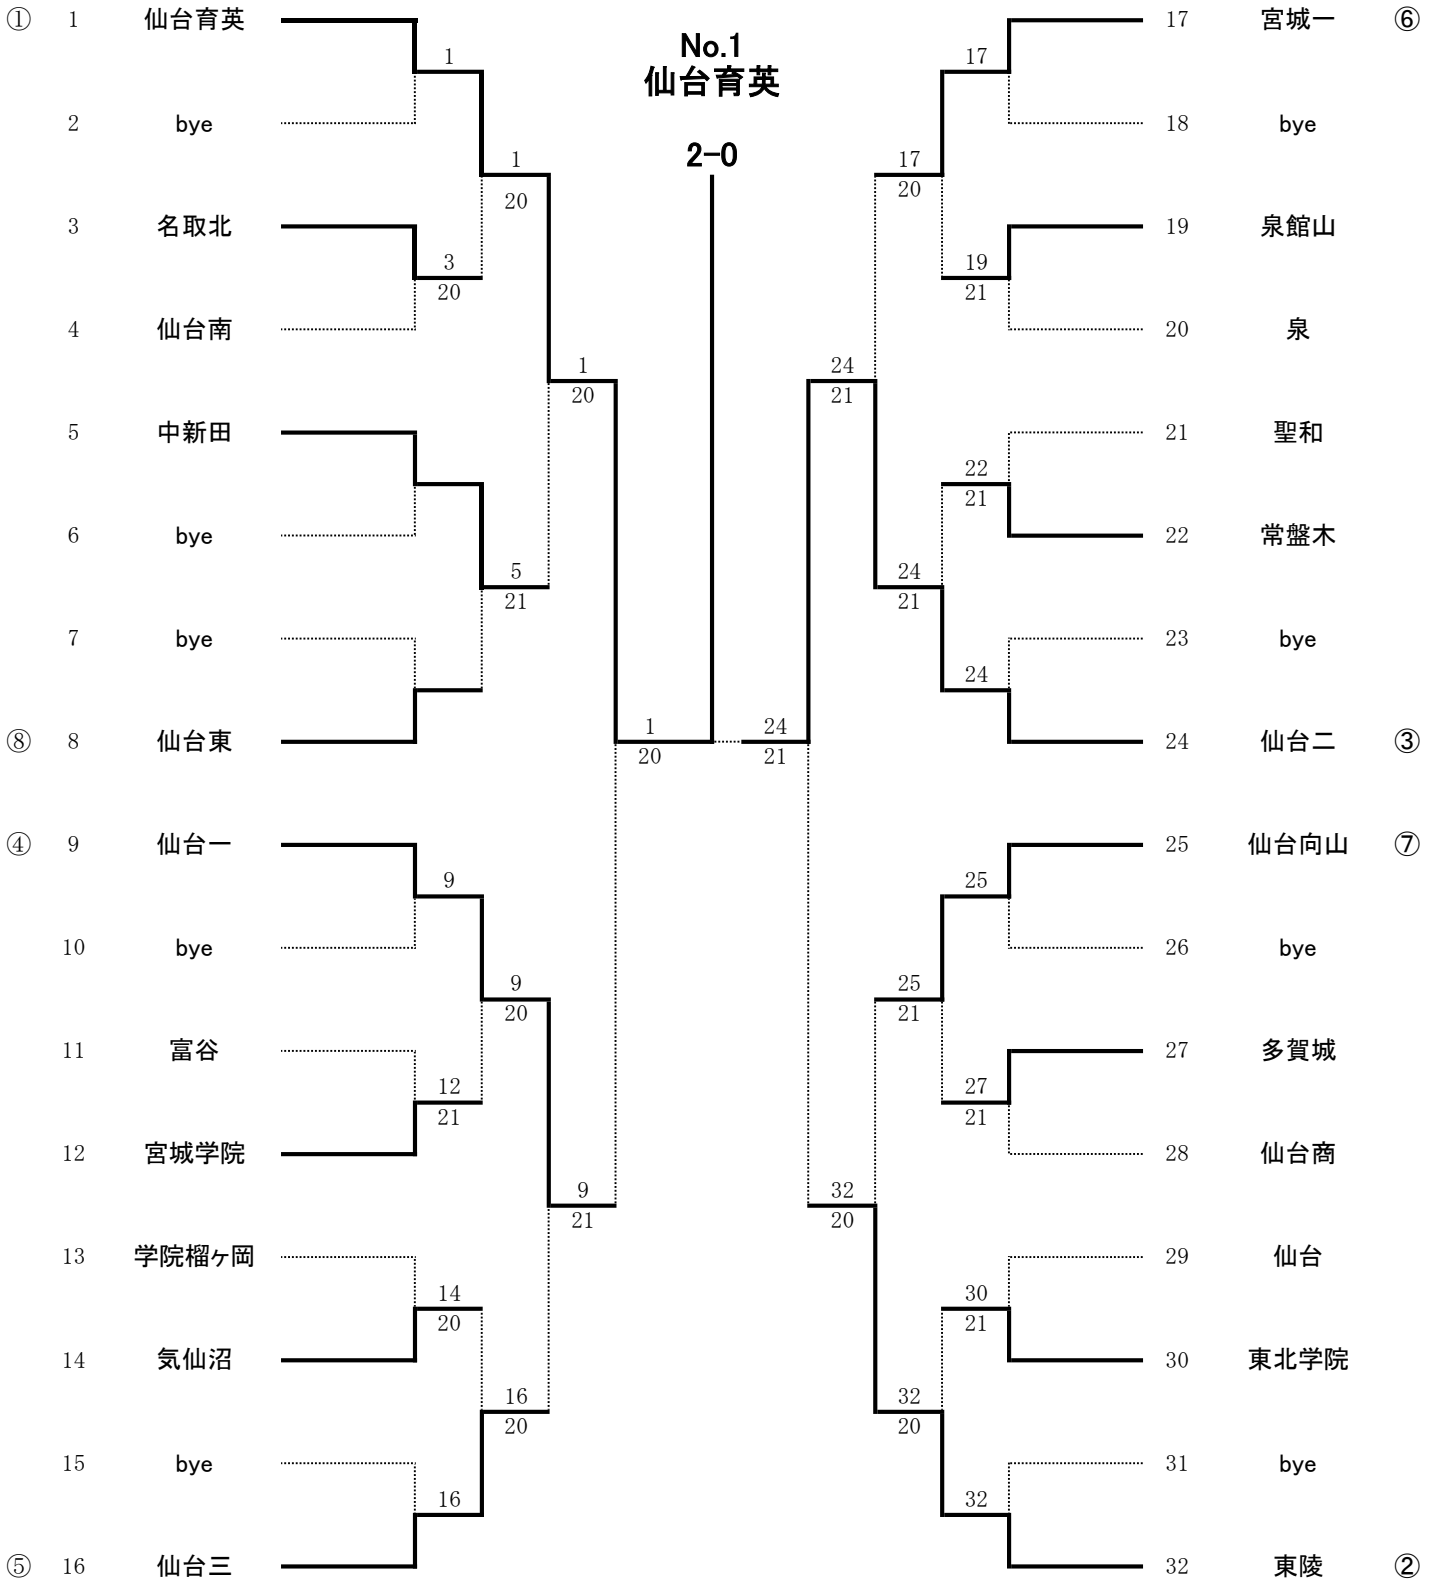 ① 1 仙台育英
2 bye
3 名取北
4 仙台南
5 中新田
6 bye
7 bye
⑧ 8 仙台東
④ 9 仙台一
10 bye
11 富谷
12 宮城学院
13 学院榴ヶ岡
14 気仙沼
15 bye
⑤ 16 仙台三
1
3
20
9
12
21
14
20
16
1
20
5
21
9
20
16
20
1
20
9
21
1
20
No.1
仙台育英
2-0
24
21
24
21
32
20
17
20
24
21
25
21
32
20
17
19
21
22
21
24
25
27
21
30
21
32
17 宮城一 ⑥
18 bye
19 泉館山
20 泉
21 聖和
22 常盤木
23 bye
24 仙台二 ③
25 仙台向山 ⑦
26 bye
27 多賀城
28 仙台商
29 仙台
30 東北学院
31 bye
32 東陵 ②